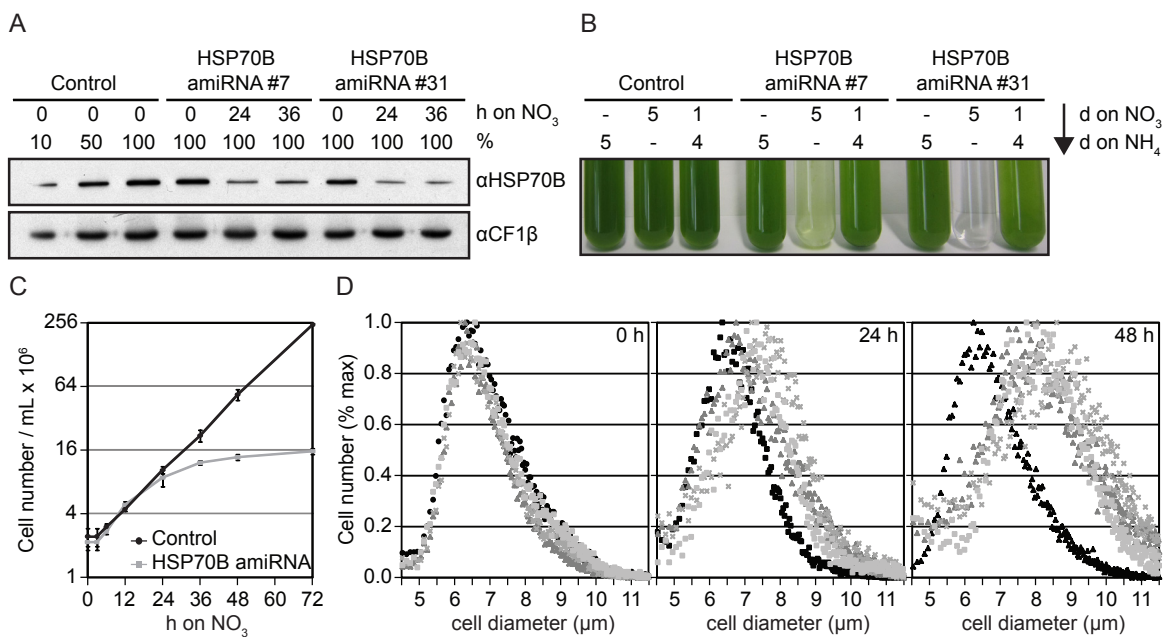 A
HSP70B HSP70B
Control amiRNA #7 amiRNA #31
0 0 0 0 24 36 0 24 36 h on NO3
10 50 100 100 100 100 100 100 100 %
αHSP70B
αCF1β
B
HSP70B HSP70B
Control amiRNA #7 amiRNA #31
- 5 1 - 5 1 - 5 1 d on NO3
5 - 4 5 - 4 5 - 4 d on NH4
C
Cell number / mL x 10⁶
256
64
16
4
1
Control
HSP70B amiRNA
0 12 24 36 48 72
h on NO3
D
Cell number (% max)
1.0
0.8
0.6
0.4
0.2
0.0
0 h 24 h 48 h
5 6 7 8 9 10 11 5 6 7 8 9 10 11 5 6 7 8 9 10 11
cell diameter (µm) cell diameter (µm) cell diameter (µm)